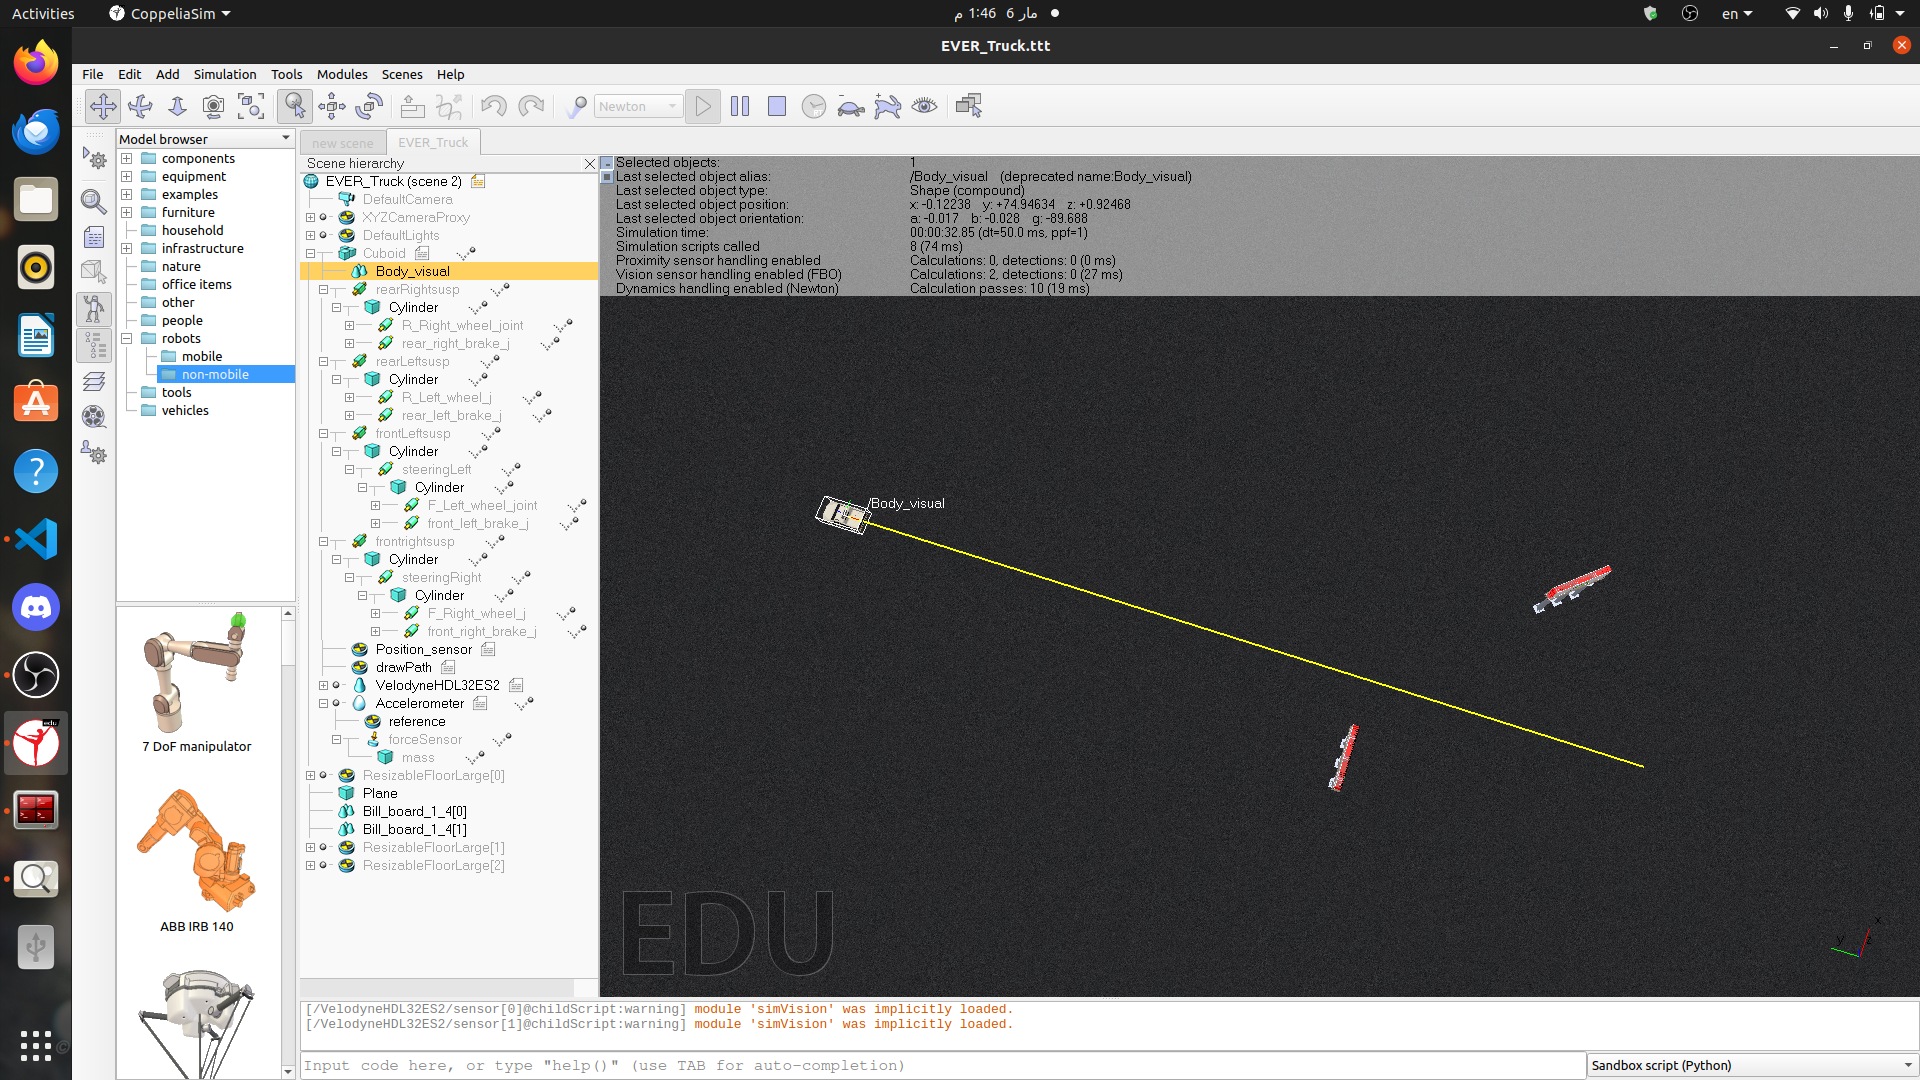 Activities
CoppeliaSim
مار 6 1:46 م
en
EVER_Truck.ttt
File Edit Add Simulation Tools Modules Scenes Help
Newton
Model browser
components
equipment
examples
furniture
household
infrastructure
nature
office items
other
people
robots
mobile
non-mobile
tools
vehicles
7 DoF manipulator
ABB IRB 140
new scene
EVER_Truck
Scene hierarchy
EVER_Truck (scene 2)
DefaultCamera
XYZCameraProxy
DefaultLights
Cuboid
Body_visual
rearRightsusp
Cylinder
R_Right_wheel_joint
rear_right_brake_j
rearLeftsusp
Cylinder
R_Left_wheel_j
rear_left_brake_j
frontLeftsusp
Cylinder
steeringLeft
Cylinder
F_Left_wheel_joint
front_left_brake_j
frontrightsusp
Cylinder
steeringRight
Cylinder
F_Right_wheel_j
front_right_brake_j
Position_sensor
drawPath
VelodyneHDL32ES2
Accelerometer
reference
forceSensor
mass
ResizableFloorLarge[0]
Plane
Bill_board_1_4[0]
Bill_board_1_4[1]
ResizableFloorLarge[1]
ResizableFloorLarge[2]
Selected objects: 1
Last selected object alias: /Body_visual (deprecated name:Body_visual)
Last selected object type: Shape (compound)
Last selected object position: x: -0.12238 y: +74.94634 z: +0.92468
Last selected object orientation: a: -0.017 b: -0.028 g: -89.688
Simulation time: 00:00:32.85 (dt=50.0 ms, ppf=1)
Simulation scripts called 8 (74 ms)
Proximity sensor handling enabled Calculations: 0, detections: 0 (0 ms)
Vision sensor handling enabled (FBO) Calculations: 2, detections: 0 (27 ms)
Dynamics handling enabled (Newton) Calculation passes: 10 (19 ms)
/Body_visual
EDU
x
y
z
[/VelodyneHDL32ES2/sensor[0]@childScript:warning] module 'simVision' was implicitly loaded.
[/VelodyneHDL32ES2/sensor[1]@childScript:warning] module 'simVision' was implicitly loaded.
Input code here, or type "help()" (use TAB for auto-completion)
Sandbox script (Python)
edu